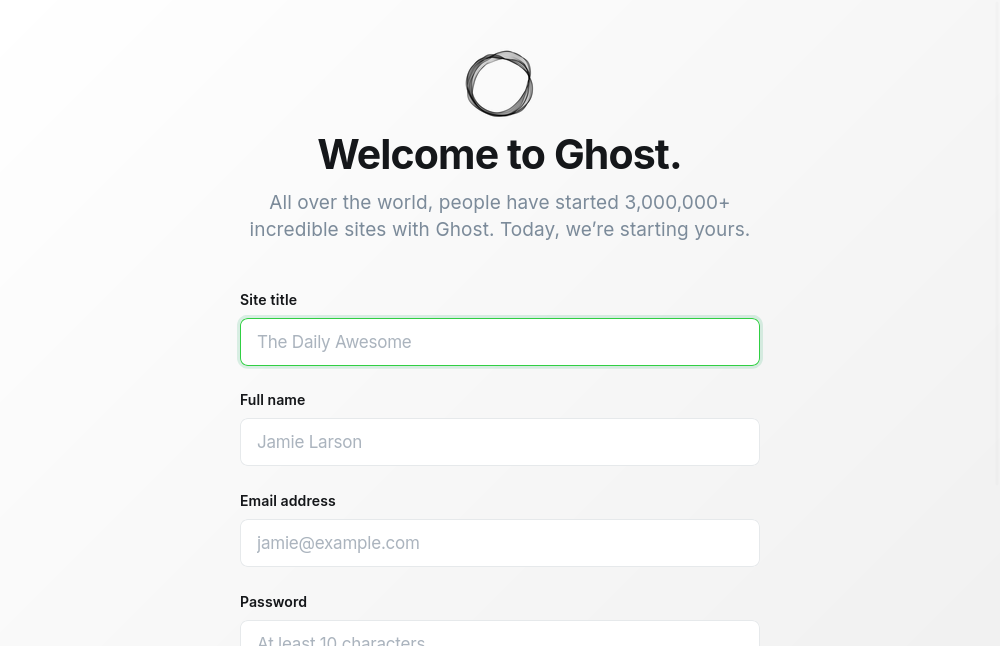 Welcome to Ghost.
All over the world, people have started 3,000,000+
incredible sites with Ghost. Today, we’re starting yours.
Site title
The Daily Awesome
Full name
Jamie Larson
Email address
jamie@example.com
Password
At least 10 characters